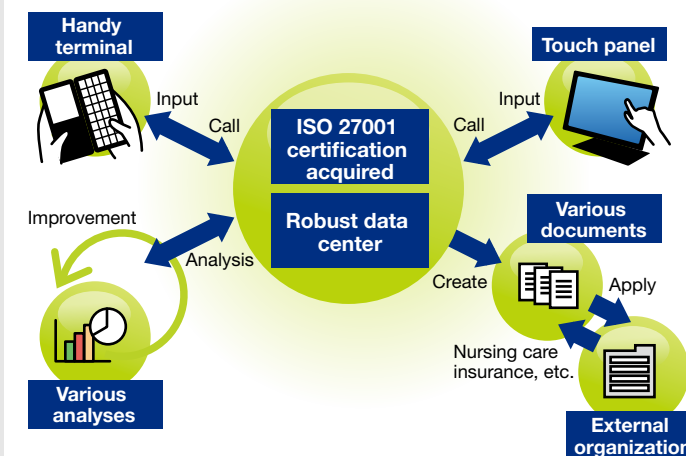 Handy
terminal
Touch panel
Input
Call
ISO 27001
certification
acquired
Call
Input
Robust data
center
Improvement
Analysis
Various
documents
Create
Apply
Nursing care
insurance, etc.
Various
analyses
External
organization